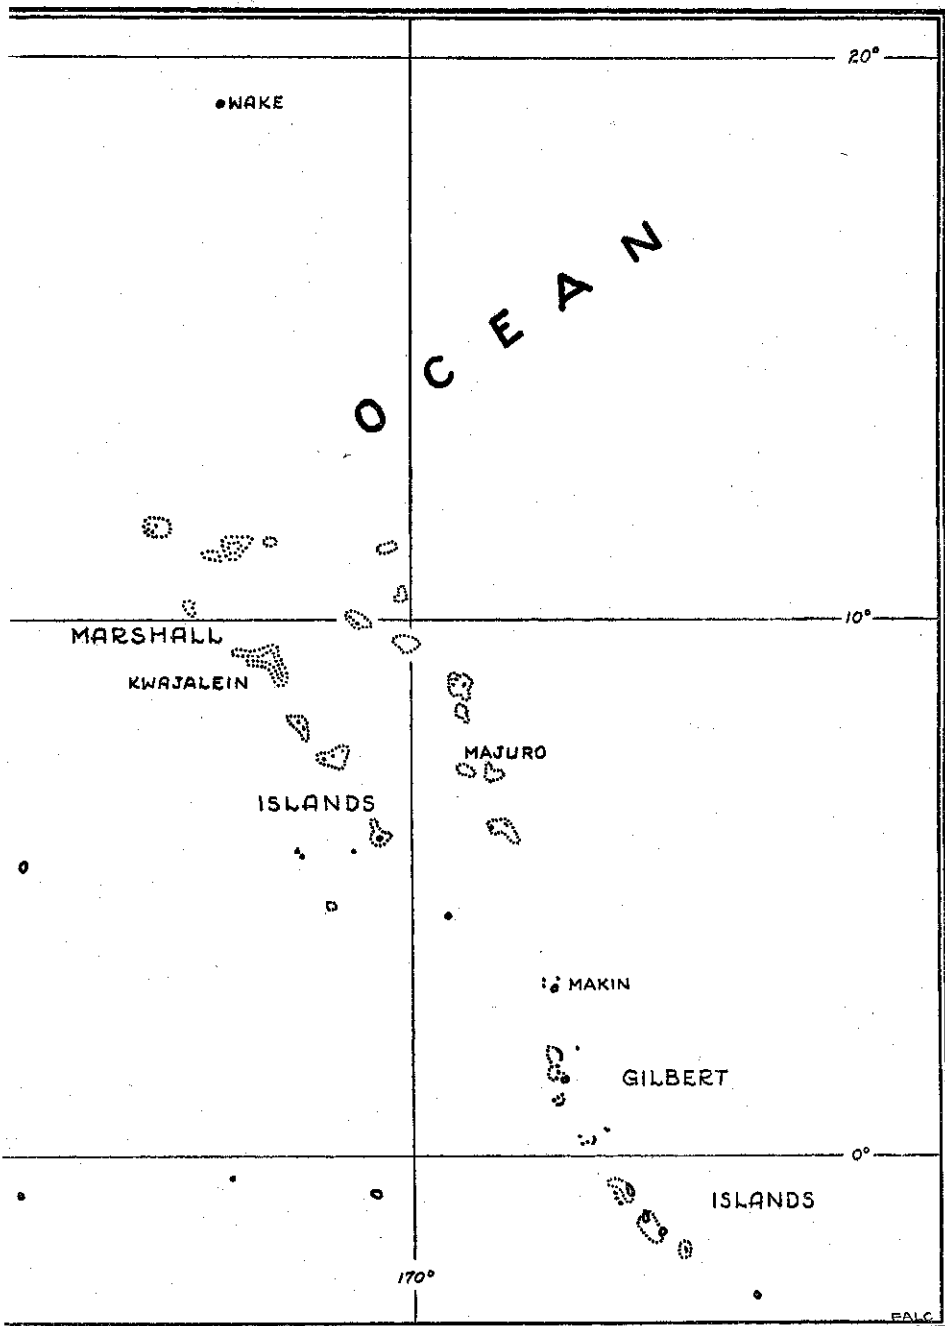 20°
WAKE
OCEAN
10°
MARSHALL
KWAJALEIN
MAJURO
ISLANDS
MAKIN
GILBERT
0°
ISLANDS
170°
FALC